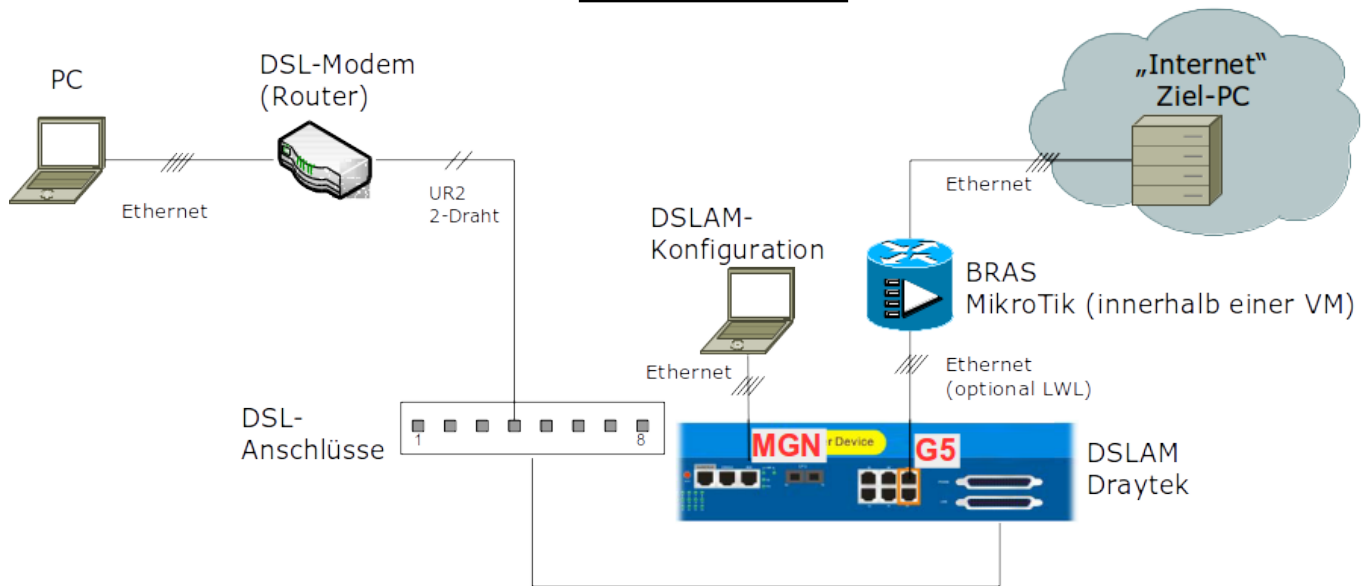 PC
DSL-Modem
(Router)
„Internet“
Ziel-PC
Ethernet
UR2
2-Draht
Ethernet
DSLAM-
Konfiguration
BRAS
MikroTik (innerhalb einer VM)
Ethernet
Ethernet
(optional LWL)
DSL-
Anschlüsse
1
8
MGN
r Device
G5
DSLAM
Draytek